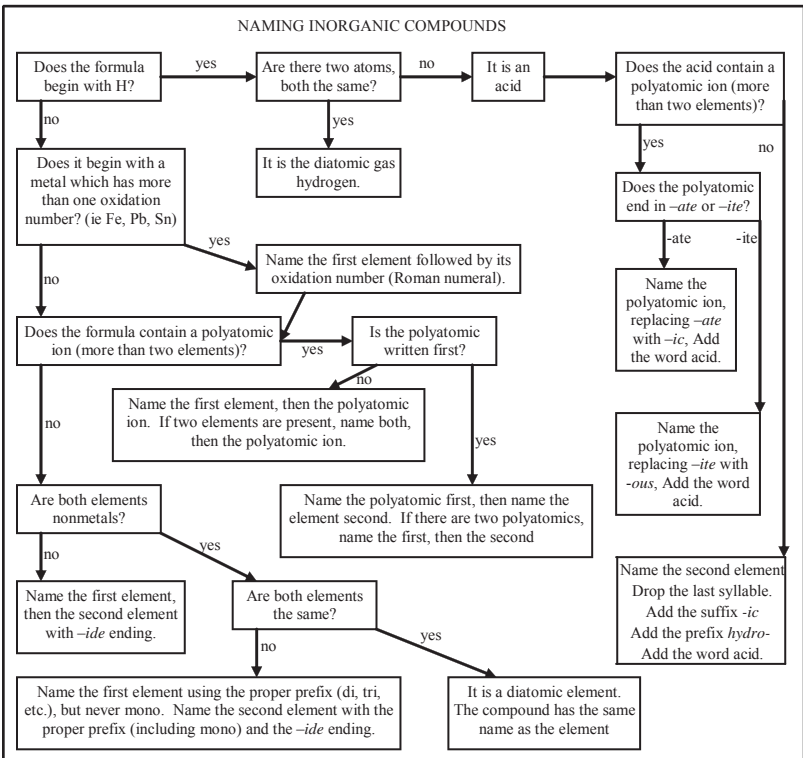 NAMING INORGANIC COMPOUNDS
Does the formula
begin with H?
yes
Are there two atoms,
both the same?
no
It is an
acid
Does the acid contain a
polyatomic ion (more
than two elements)?
no
yes
yes
no
Does it begin with a
metal which has more
than one oxidation
number? (ie Fe, Pb, Sn)
It is the diatomic gas
hydrogen.
Does the polyatomic
end in –ate or –ite?
yes
-ate
-ite
no
Name the first element followed by its
oxidation number (Roman numeral).
Name the
polyatomic ion,
replacing –ate
with –ic, Add
the word acid.
Does the formula contain a polyatomic
ion (more than two elements)?
yes
Is the polyatomic
written first?
no
Name the first element, then the polyatomic
ion. If two elements are present, name both,
then the polyatomic ion.
no
yes
Name the
polyatomic ion,
replacing –ite with
-ous, Add the word
acid.
Are both elements
nonmetals?
Name the polyatomic first, then name the
element second. If there are two polyatomics,
name the first, then the second
no
yes
Name the first element,
then the second element
with –ide ending.
Are both elements
the same?
Name the second element
Drop the last syllable.
Add the suffix -ic
Add the prefix hydro-
Add the word acid.
no
yes
Name the first element using the proper prefix (di, tri,
etc.), but never mono. Name the second element with the
proper prefix (including mono) and the –ide ending.
It is a diatomic element.
The compound has the same
name as the element